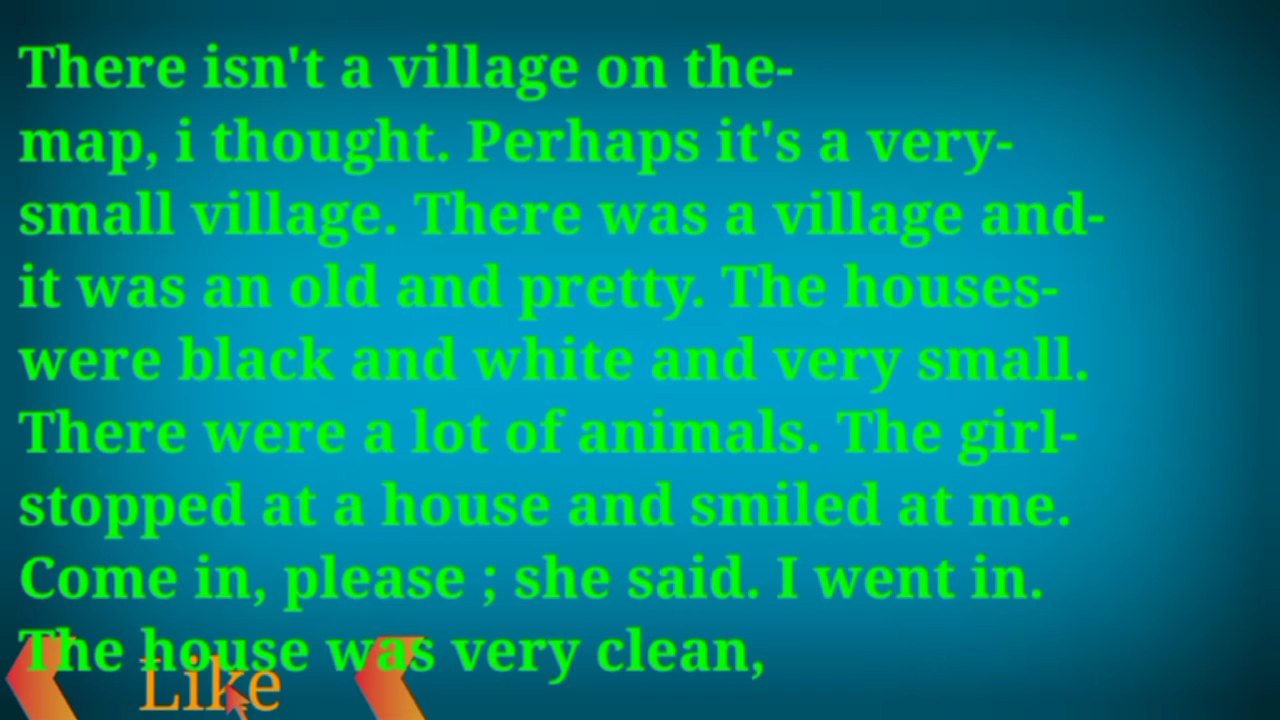 There isn't a village on the-
map, i thought. Perhaps it's a very-
small village. There was a village and-
it was an old and pretty. The houses-
were black and white and very small.
There were a lot of animals. The girl-
stopped at a house and smiled at me.
Come in, please ; she said. I went in.
The house was very clean,
Like